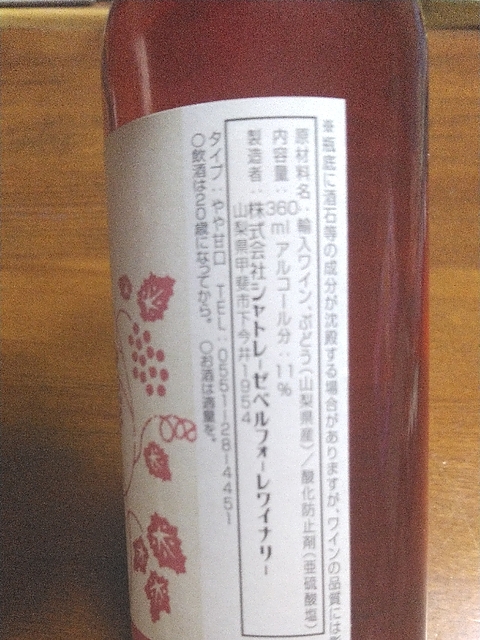 ※瓶底に酒石等の成分が沈殿する場合がありますが、ワインの品質には
原材料名：輸入ワイン、ぶどう(山梨県産)／酸化防止剤(亜硫酸塩)
内容量：360ml アルコール分：11%
製造者：株式会社シャトレーゼベルフォーレワイナリー
山梨県甲斐市下今井1954
タイプ：やや甘口 TEL：0551-28-4451
○飲酒は20歳になってから。 ○お酒は適量を。